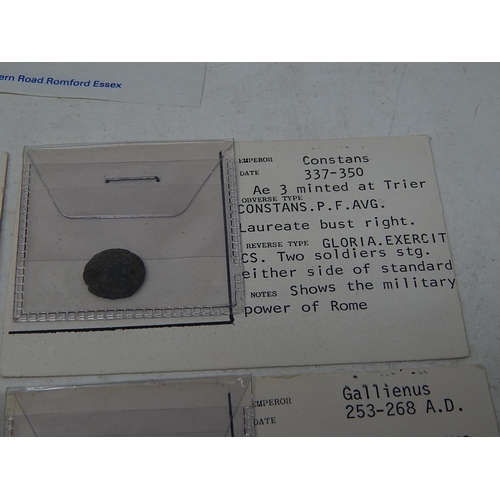 ern Road Romford Essex
EMPEROR Constans
DATE 337-350
Ae 3 minted at Trier
OBVERSE TYPE
CONSTANS.P.F.AVG.
Laureate bust right.
REVERSE TYPE GLORIA.EXERCIT
CS. Two soldiers stg.
either side of standard
NOTES Shows the military
power of Rome
EMPEROR Gallienus
DATE 253-268 A.D.